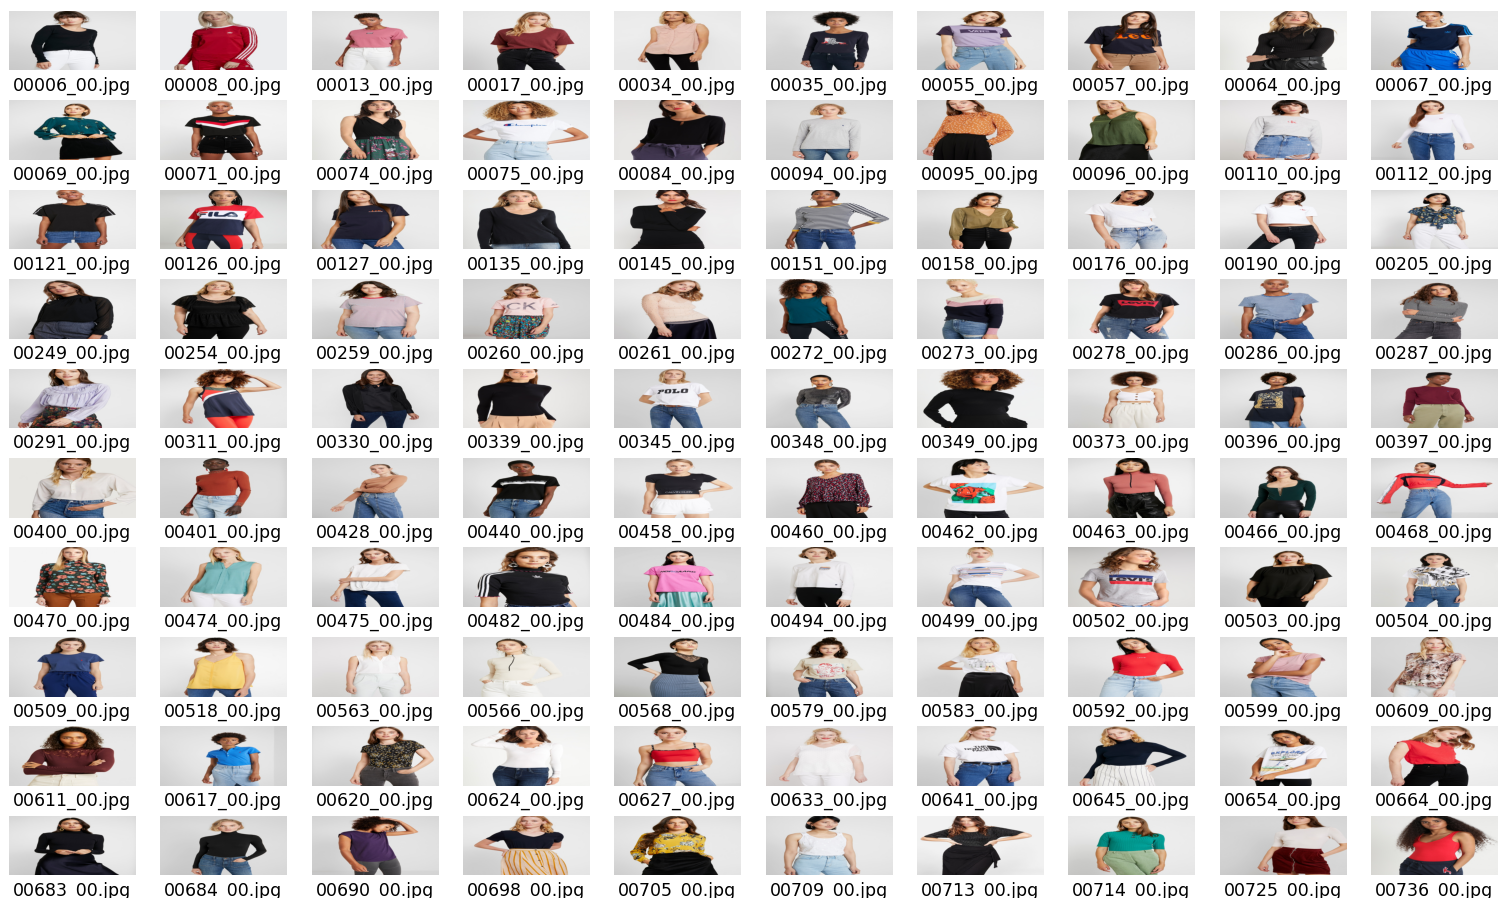 00006_00.jpg 00008_00.jpg 00013_00.jpg 00017_00.jpg 00034_00.jpg 00035_00.jpg 00055_00.jpg 00057_00.jpg 00064_00.jpg 00067_00.jpg
Champion
00069_00.jpg 00071_00.jpg 00074_00.jpg 00075_00.jpg 00084_00.jpg 00094_00.jpg 00095_00.jpg 00096_00.jpg 00110_00.jpg 00112_00.jpg
FILA
00121_00.jpg 00126_00.jpg 00127_00.jpg 00135_00.jpg 00145_00.jpg 00151_00.jpg 00158_00.jpg 00176_00.jpg 00190_00.jpg 00205_00.jpg
CK LEVI'S
00249_00.jpg 00254_00.jpg 00259_00.jpg 00260_00.jpg 00261_00.jpg 00272_00.jpg 00273_00.jpg 00278_00.jpg 00286_00.jpg 00287_00.jpg
POLO
00291_00.jpg 00311_00.jpg 00330_00.jpg 00339_00.jpg 00345_00.jpg 00348_00.jpg 00349_00.jpg 00373_00.jpg 00396_00.jpg 00397_00.jpg
00400_00.jpg 00401_00.jpg 00428_00.jpg 00440_00.jpg 00458_00.jpg 00460_00.jpg 00462_00.jpg 00463_00.jpg 00466_00.jpg 00468_00.jpg
LEVI'S
00470_00.jpg 00474_00.jpg 00475_00.jpg 00482_00.jpg 00484_00.jpg 00494_00.jpg 00499_00.jpg 00502_00.jpg 00503_00.jpg 00504_00.jpg
00509_00.jpg 00518_00.jpg 00563_00.jpg 00566_00.jpg 00568_00.jpg 00579_00.jpg 00583_00.jpg 00592_00.jpg 00599_00.jpg 00609_00.jpg
EXPLORE
00611_00.jpg 00617_00.jpg 00620_00.jpg 00624_00.jpg 00627_00.jpg 00633_00.jpg 00641_00.jpg 00645_00.jpg 00654_00.jpg 00664_00.jpg
00683_00.jpg 00684_00.jpg 00690_00.jpg 00698_00.jpg 00705_00.jpg 00709_00.jpg 00713_00.jpg 00714_00.jpg 00725_00.jpg 00736_00.jpg